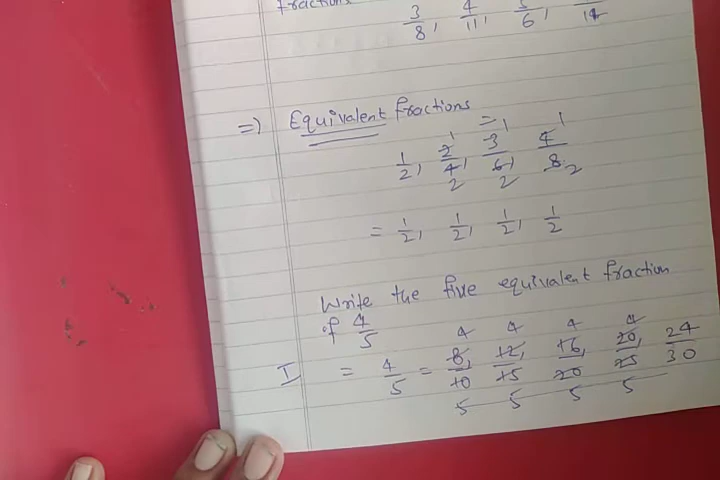 fractions
3/8, 4/11, 5/6, 
=) Equivalent fractions
1/2, 2/4, 3/6, 4/8
= 1/2, 1/2, 1/2, 1/2
Write the five equivalent fraction
of 4/5
I = 4/5 = 8/10, 12/15, 16/20, 20/25, 24/30